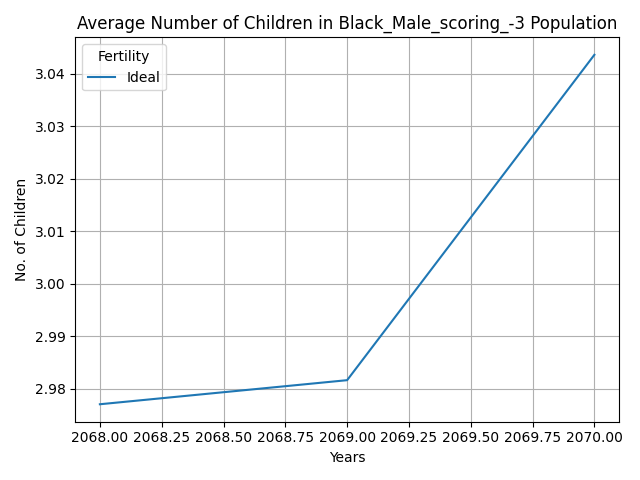 Average Number of Children in Black_Male_scoring_-3 Population
Fertility
Ideal
3.04
3.03
3.02
3.01
3.00
2.99
2.98
No. of Children
2068.00 2068.25 2068.50 2068.75 2069.00 2069.25 2069.50 2069.75 2070.00
Years